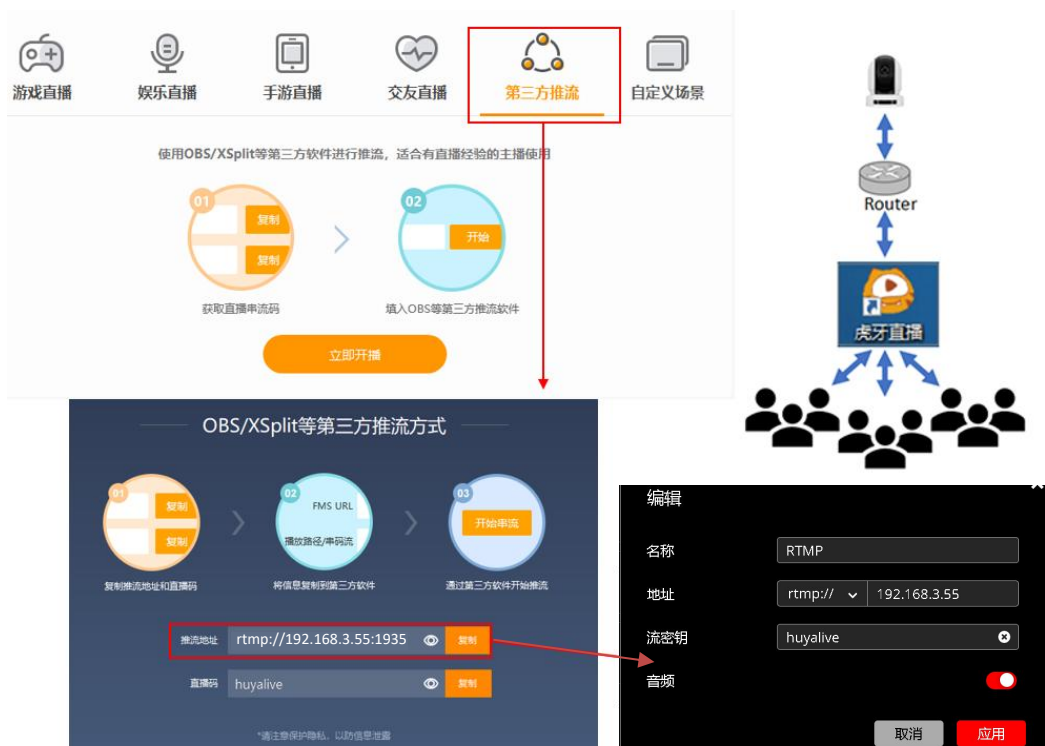 游戏直播
娱乐直播
手游直播
交友直播
第三方推流
自定义场景
使用OBS/XSplit等第三方软件进行推流，适合有直播经验的主播使用
01
复制
复制
02
开始
获取直播串流码
填入OBS等第三方推流软件
立即开播
Router
虎牙直播
OBS/XSplit等第三方推流方式
01
复制
复制
02
FMS URL
播放路径/串码流
03
开始串流
复制推流地址和直播码
将信息复制到第三方软件
通过第三方软件开始推流
推流地址
rtmp://192.168.3.55:1935
复制
直播码
huyalive
复制
*请注意保护隐私，以防信息泄露
编辑
名称
RTMP
地址
rtmp://
192.168.3.55
流密钥
huyalive
音频
取消
应用